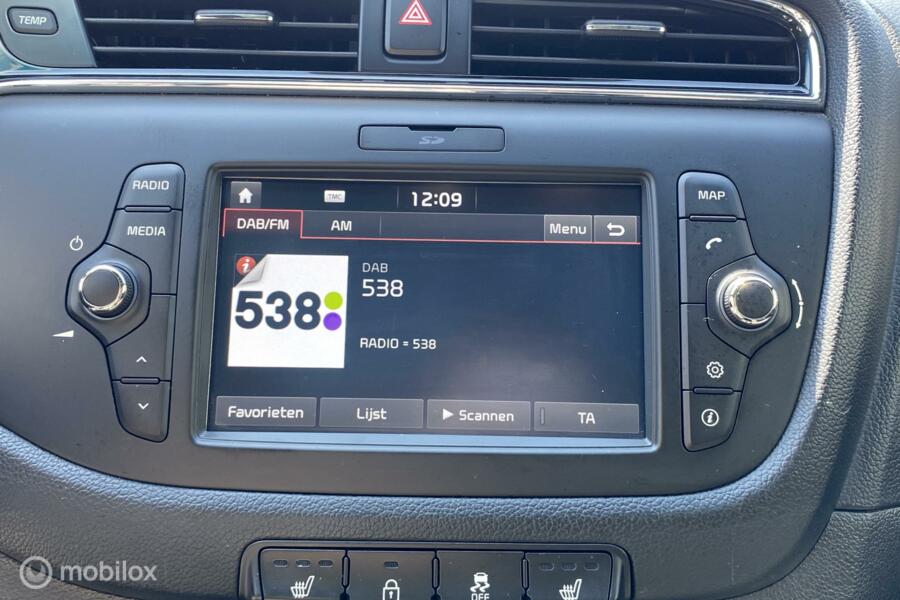 TEMP
SD
RADIO
MEDIA
MAP
TMC
12:09
DAB/FM AM Menu
538
DAB
538
RADIO = 538
Favorieten Lijst Scannen TA
OFF
mobilox